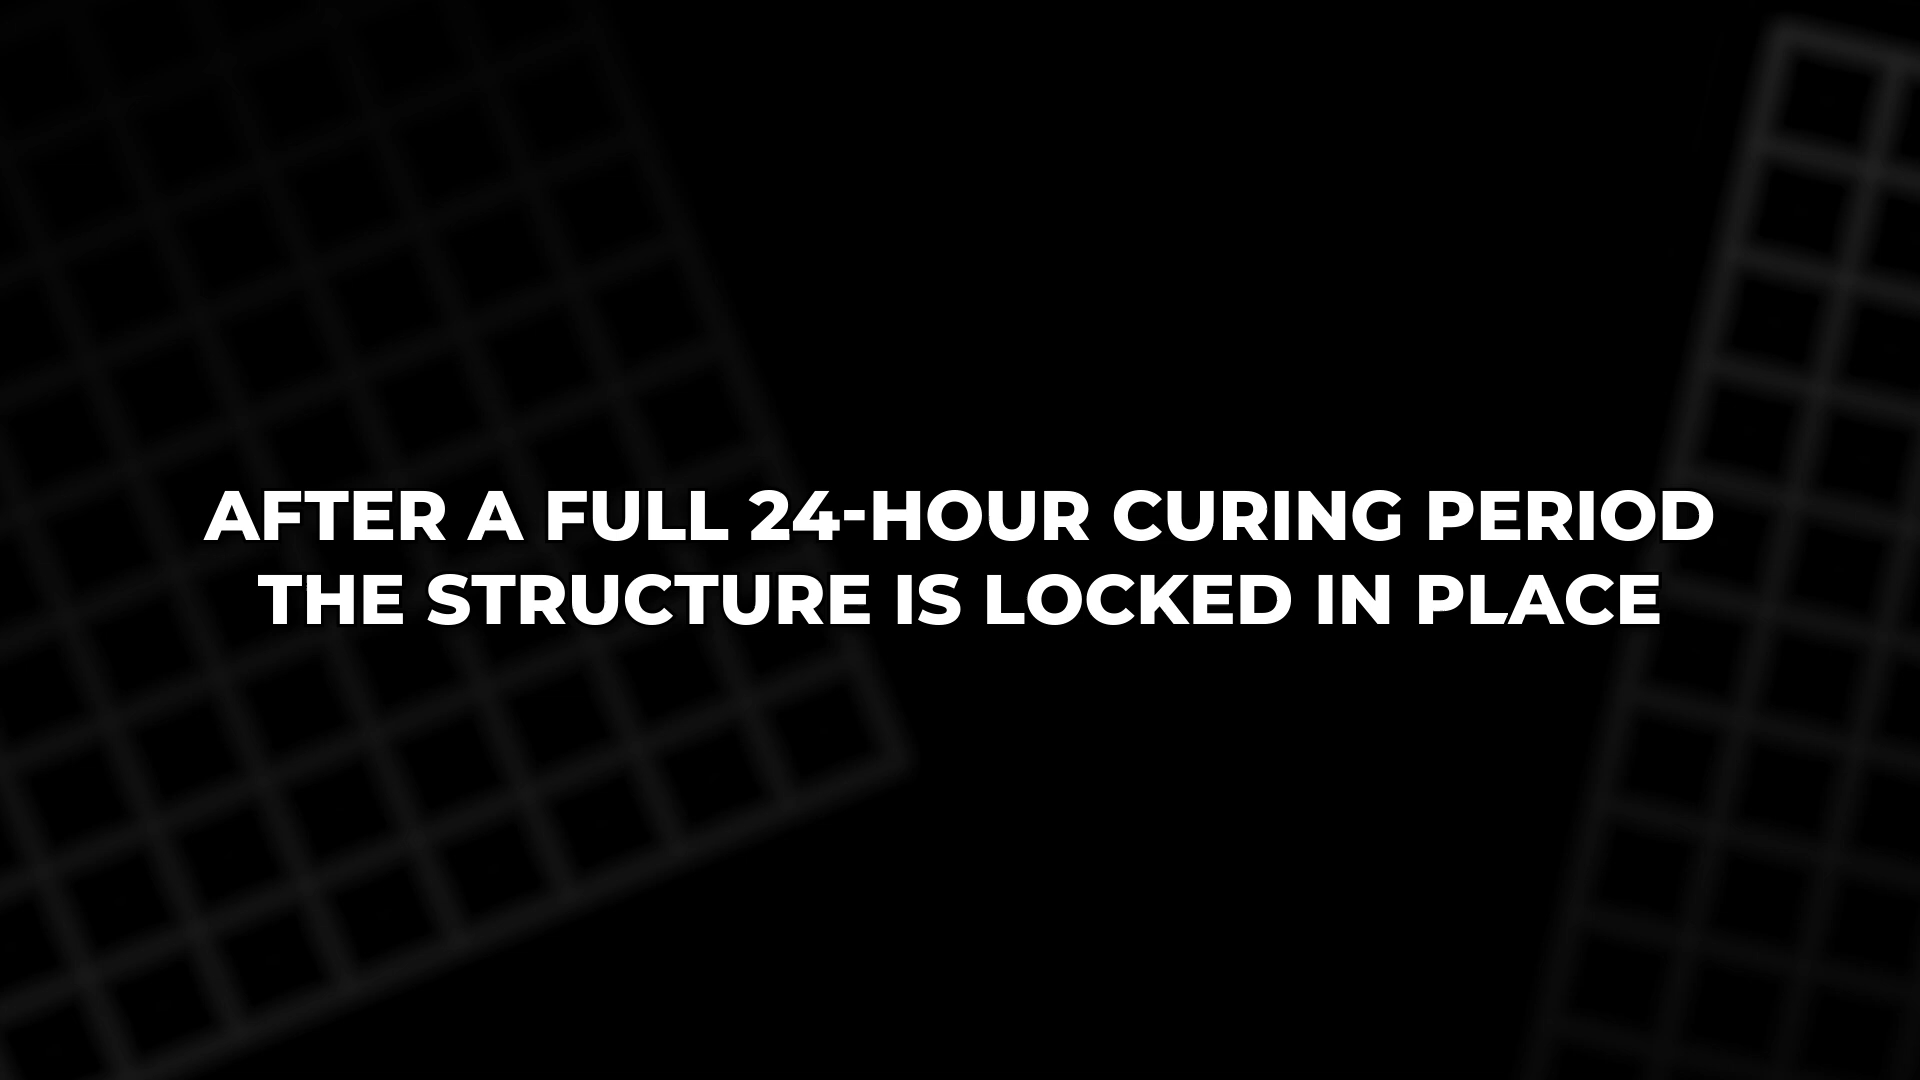 AFTER A FULL 24-HOUR CURING PERIOD
THE STRUCTURE IS LOCKED IN PLACE